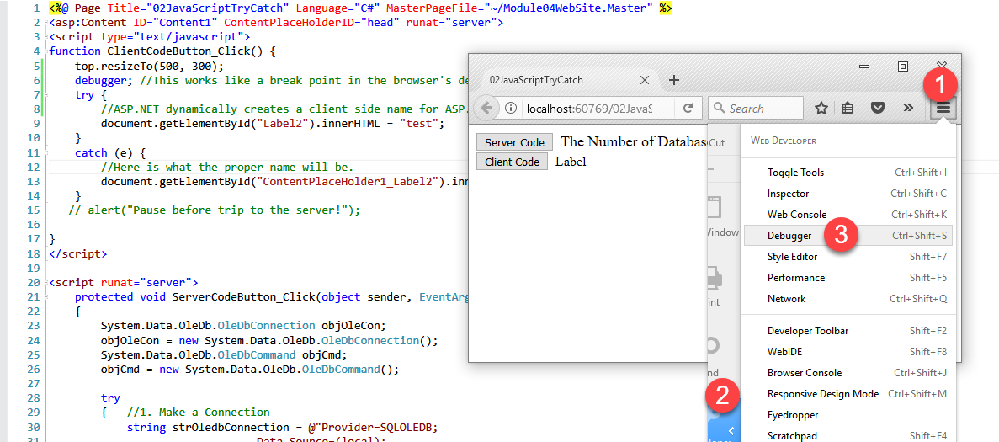 1 <%@ Page Title="02JavaScriptTryCatch" Language="C#" MasterPageFile="~/Module04WebSite.Master" %>
2 <asp:Content ID="Content1" ContentPlaceHolderID="head" runat="server">
3 <script type="text/javascript">
4 function ClientCodeButton_Click() {
5 top.resizeTo(500, 300);
6 debugger; //This works like a break point in the browser's de
7 try {
8 //ASP.NET dynamically creates a client side name for ASP.
9 document.getElementById("Label2").innerHTML = "test";
10 }
11 catch (e) {
12 //Here is what the proper name will be.
13 document.getElementById("ContentPlaceHolder1_Label2").inn
14 }
15 // alert("Pause before trip to the server!");
16
17 }
18 </script>
19
20 <script runat="server">
21 protected void ServerCodeButton_Click(object sender, EventArg
22 {
23 System.Data.OleDb.OleDbConnection objOleCon;
24 objOleCon = new System.Data.OleDb.OleDbConnection();
25 System.Data.OleDb.OleDbCommand objCmd;
26 objCmd = new System.Data.OleDb.OleDbCommand();
27
28 try
29 { //1. Make a Connection
30 string strOledbConnection = @"Provider=SQLOLEDB;
31 Data Source=(local);
02JavaScriptTryCatch
1
localhost:60769/02JavaS
Search
Server Code The Number of Database
Client Code Label
Cut
Window
int
nd
2
Web Developer
Toggle Tools Ctrl+Shift+I
Inspector Ctrl+Shift+C
Web Console Ctrl+Shift+K
Debugger 3 Ctrl+Shift+S
Style Editor Shift+F7
Performance Shift+F5
Network Ctrl+Shift+Q
Developer Toolbar Shift+F2
WebIDE Shift+F8
Browser Console Ctrl+Shift+J
Responsive Design Mode Ctrl+Shift+M
Eyedropper
Scratchpad Shift+F4